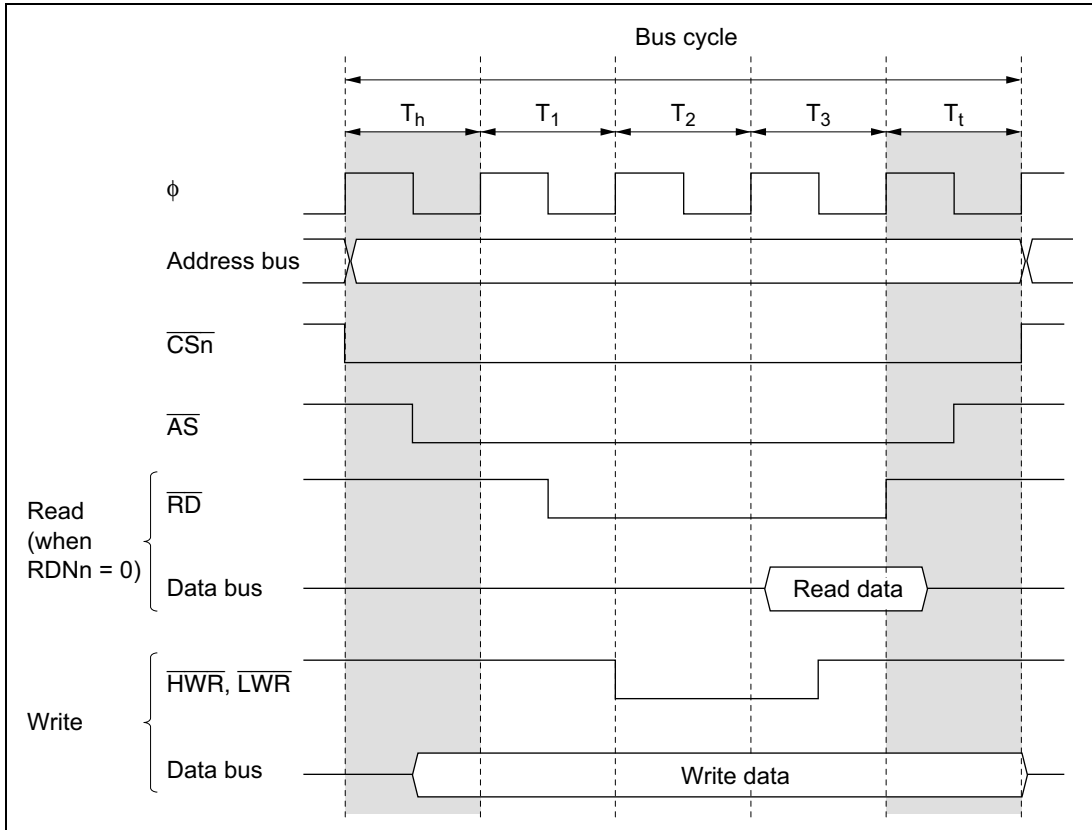 Bus cycle
Th T1 T2 T3 Tt
ϕ
Address bus
CSn
AS
Read
(when
RDNn = 0)
RD
Data bus
Read data
Write
HWR, LWR
Data bus
Write data